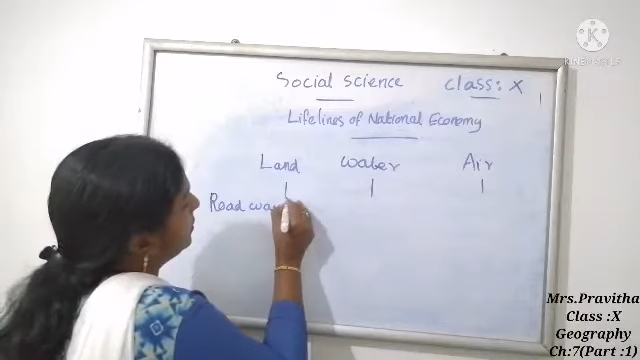 Social Science class: X
Lifelines of National Economy
Land water Air
Road way
KINEMASTER
Mrs.Pravitha
Class :X
Geography
Ch:7(Part :1)